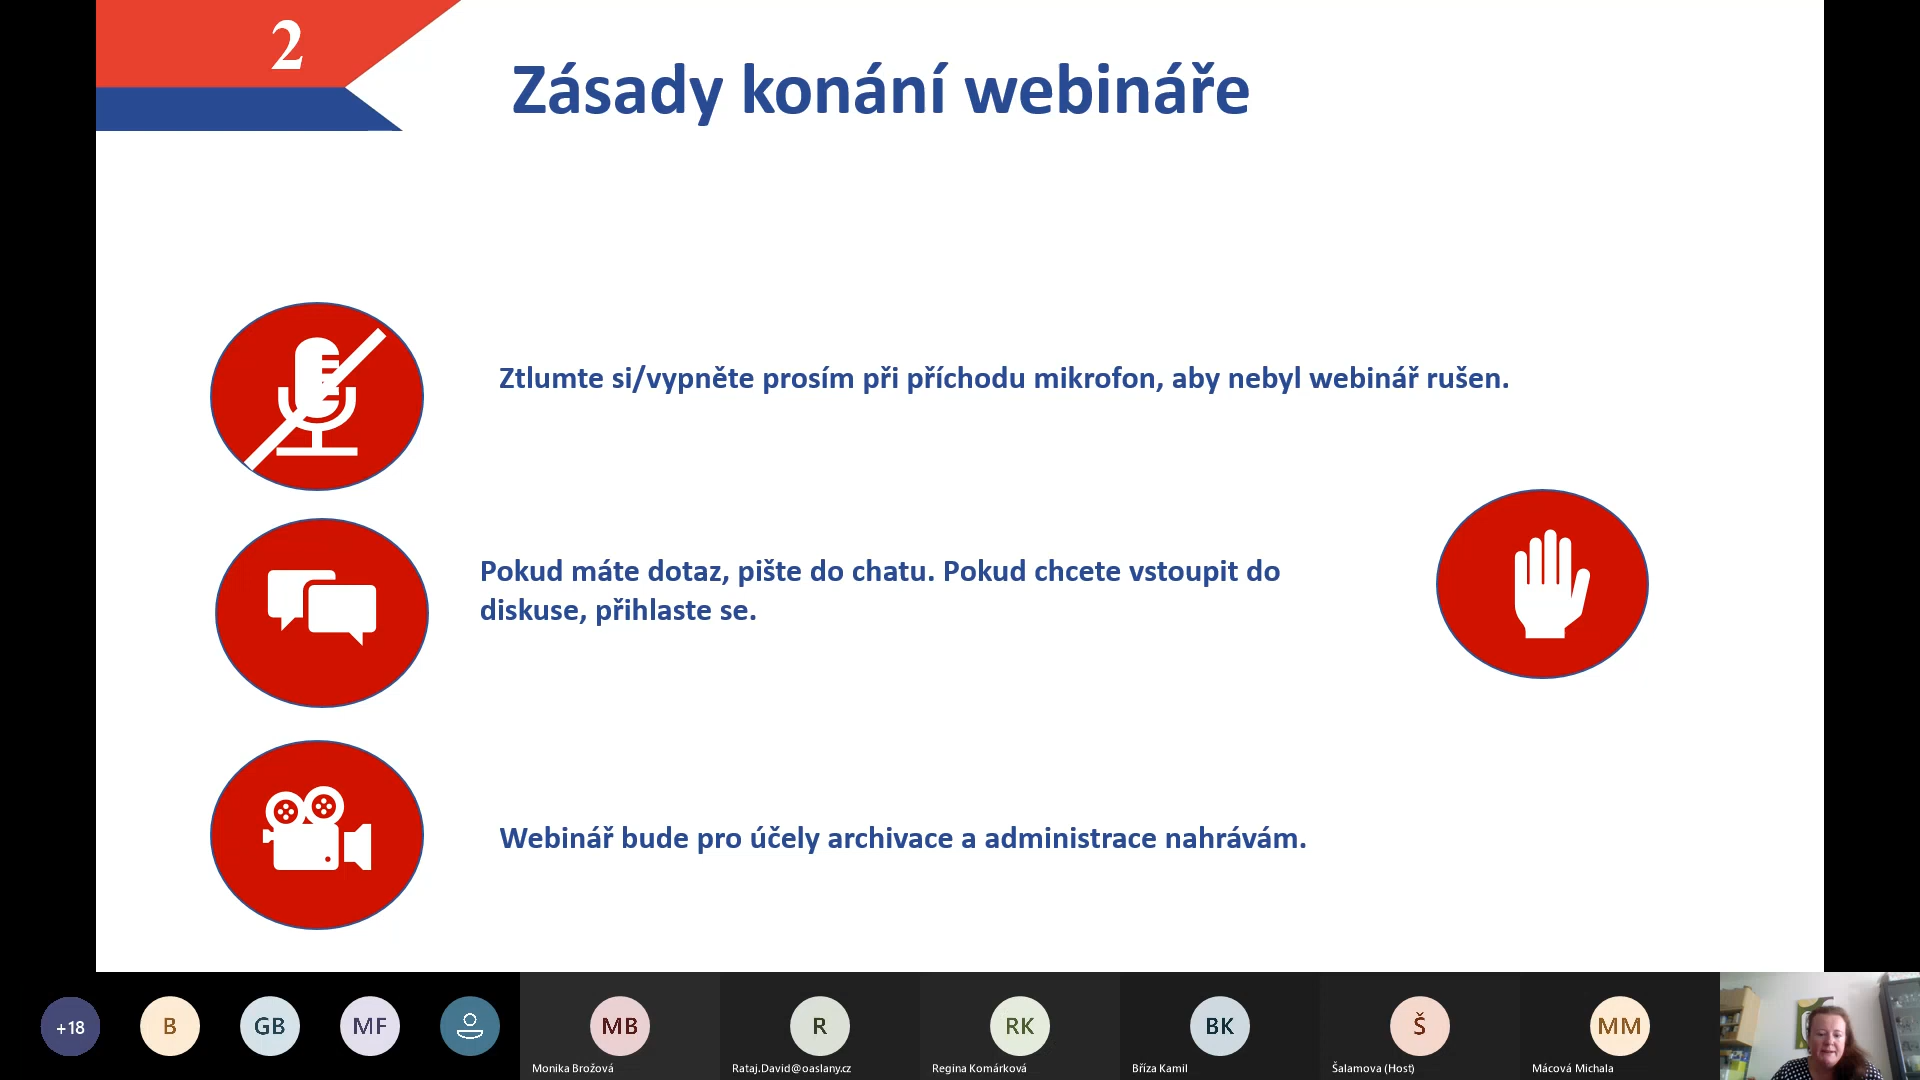 2
Zásady konání webináře
Ztlumte si/vypněte prosím při příchodu mikrofon, aby nebyl webinář rušen.
Pokud máte dotaz, pište do chatu. Pokud chcete vstoupit do
diskuse, přihlaste se.
Webinář bude pro účely archivace a administrace nahrávám.
+18
B
GB
MF
MB
R
RK
BK
Š
MM
Monika Brožová
Rataj.David@oaslany.cz
Regina Komárková
Bříza Kamil
Šalamova (Host)
Mácová Michala